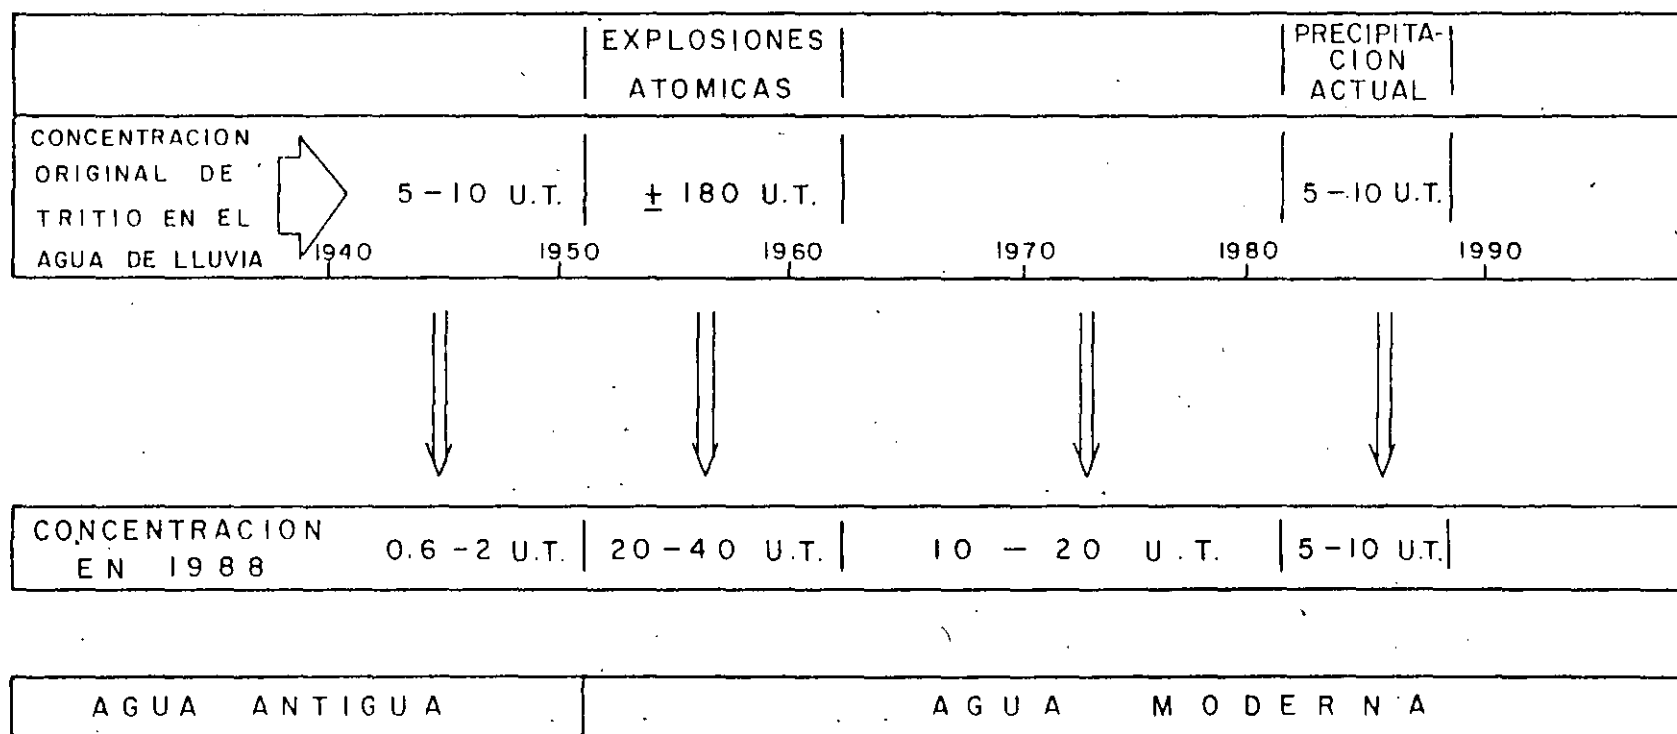 EXPLOSIONES
ATOMICAS
PRECIPITA-
CION
ACTUAL
CONCENTRACION
ORIGINAL DE
TRITIO EN EL
AGUA DE LLUVIA
5-10 U.T.
± 180 U.T.
5-10 U.T.
1940 1950 1960 1970 1980 1990
CONCENTRACION
EN 1988
0.6-2 U.T. 20-40 U.T. 10 - 20 U.T. 5-10 U.T.
AGUA ANTIGUA AGUA MODERNA